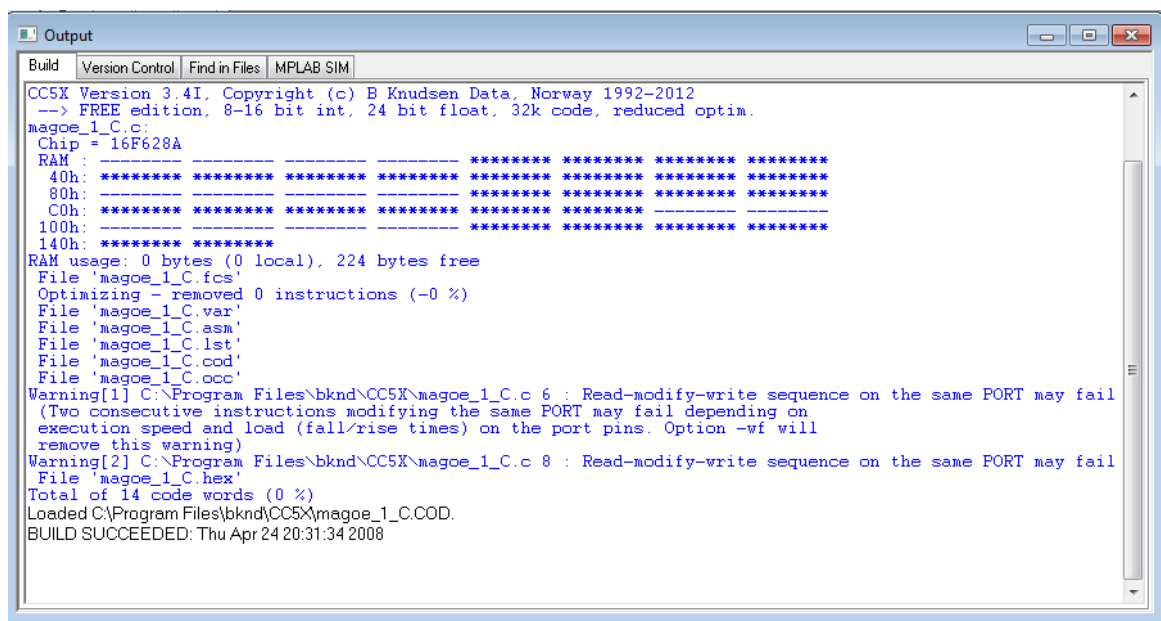 Output
Build Version Control Find in Files MPLAB SIM
CC5X Version 3.4I, Copyright (c) B Knudsen Data, Norway 1992-2012
--> FREE edition, 8-16 bit int, 24 bit float, 32k code, reduced optim.
magoe_1_C.c:
Chip = 16F628A
RAM : -------- -------- -------- -------- ******** ******** ******** ********
40h: ******** ******** ******** ******** ******** ******** ******** ********
80h: -------- -------- -------- -------- ******** ******** ******** ********
C0h: ******** ******** ******** ******** ******** ******** -------- --------
100h: -------- -------- -------- -------- ******** ******** ******** ********
140h: ******** ********
RAM usage: 0 bytes (0 local), 224 bytes free
File 'magoe_1_C.fcs'
Optimizing - removed 0 instructions (-0 %)
File 'magoe_1_C.var'
File 'magoe_1_C.asm'
File 'magoe_1_C.lst'
File 'magoe_1_C.cod'
File 'magoe_1_C.occ'
Warning[1] C:\Program Files\bknd\CC5X\magoe_1_C.c 6 : Read-modify-write sequence on the same PORT may fail
(Two consecutive instructions modifying the same PORT may fail depending on
execution speed and load (fall/rise times) on the port pins. Option -wf will
remove this warning)
Warning[2] C:\Program Files\bknd\CC5X\magoe_1_C.c 8 : Read-modify-write sequence on the same PORT may fail
File 'magoe_1_C.hex'
Total of 14 code words (0 %)
Loaded C:\Program Files\bknd\CC5X\magoe_1_C.COD.
BUILD SUCCEEDED: Thu Apr 24 20:31:34 2008